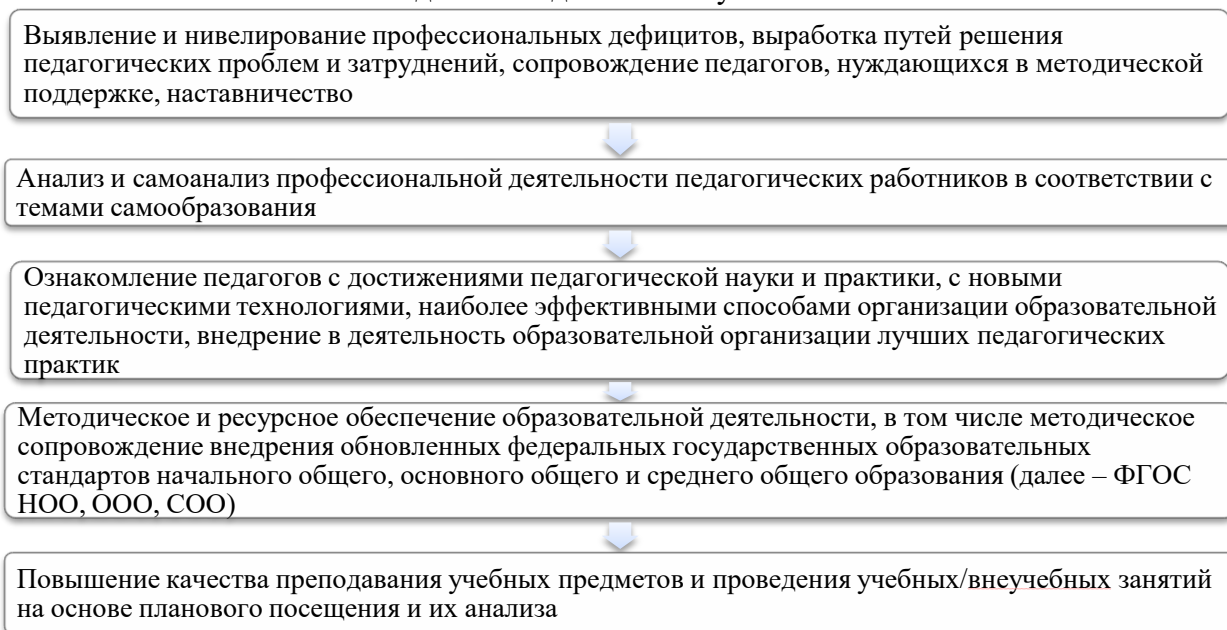 Выявление и нивелирование профессиональных дефицитов, выработка путей решения
педагогических проблем и затруднений, сопровождение педагогов, нуждающихся в методической
поддержке, наставничество
Анализ и самоанализ профессиональной деятельности педагогических работников в соответствии с
темами самообразования
Ознакомление педагогов с достижениями педагогической науки и практики, с новыми
педагогическими технологиями, наиболее эффективными способами организации образовательной
деятельности, внедрение в деятельность образовательной организации лучших педагогических
практик
Методическое и ресурсное обеспечение образовательной деятельности, в том числе методическое
сопровождение внедрения обновленных федеральных государственных образовательных
стандартов начального общего, основного общего и среднего общего образования (далее – ФГОС
НОО, ООО, СОО)
Повышение качества преподавания учебных предметов и проведения учебных/внеучебных занятий
на основе планового посещения и их анализа